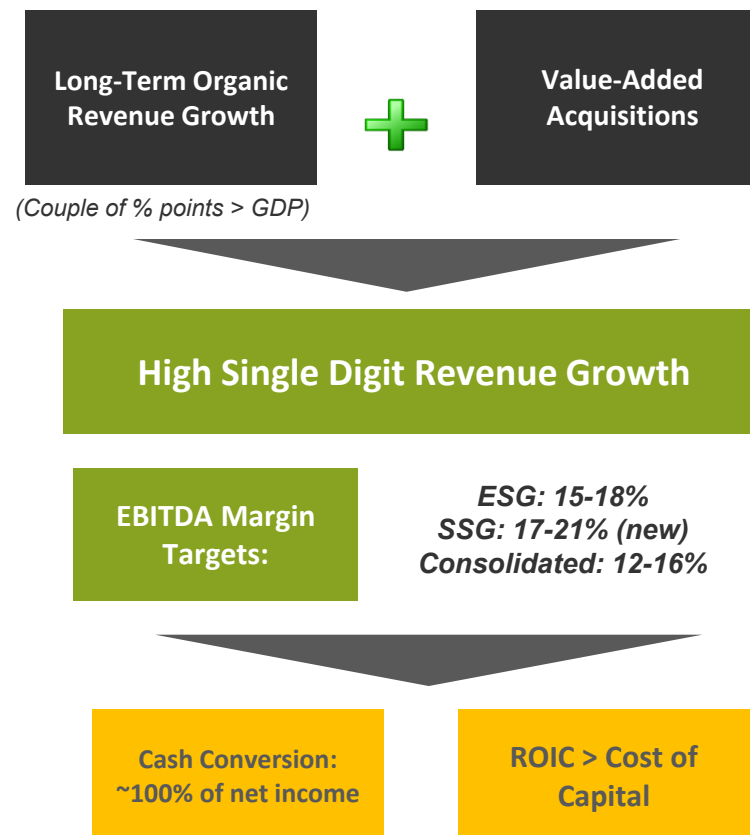 Long-Term Organic
Revenue Growth
Value-Added
Acquisitions
(Couple of % points > GDP)
High Single Digit Revenue Growth
EBITDA Margin
Targets:
ESG: 15-18%
SSG: 17-21% (new)
Consolidated: 12-16%
Cash Conversion:
~100% of net income
ROIC > Cost of
Capital